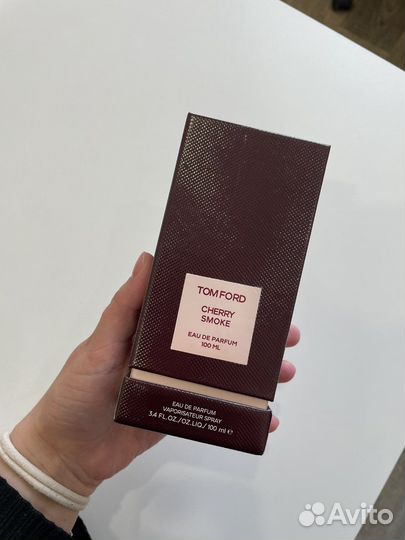 TOM FORD
CHERRY
SMOKE
EAU DE PARFUM
100 ML
EAU DE PARFUM
VAPORISATEUR SPRAY
3.4 FL.OZ./OZ.LIQ./ 100 ml ℮
Avito